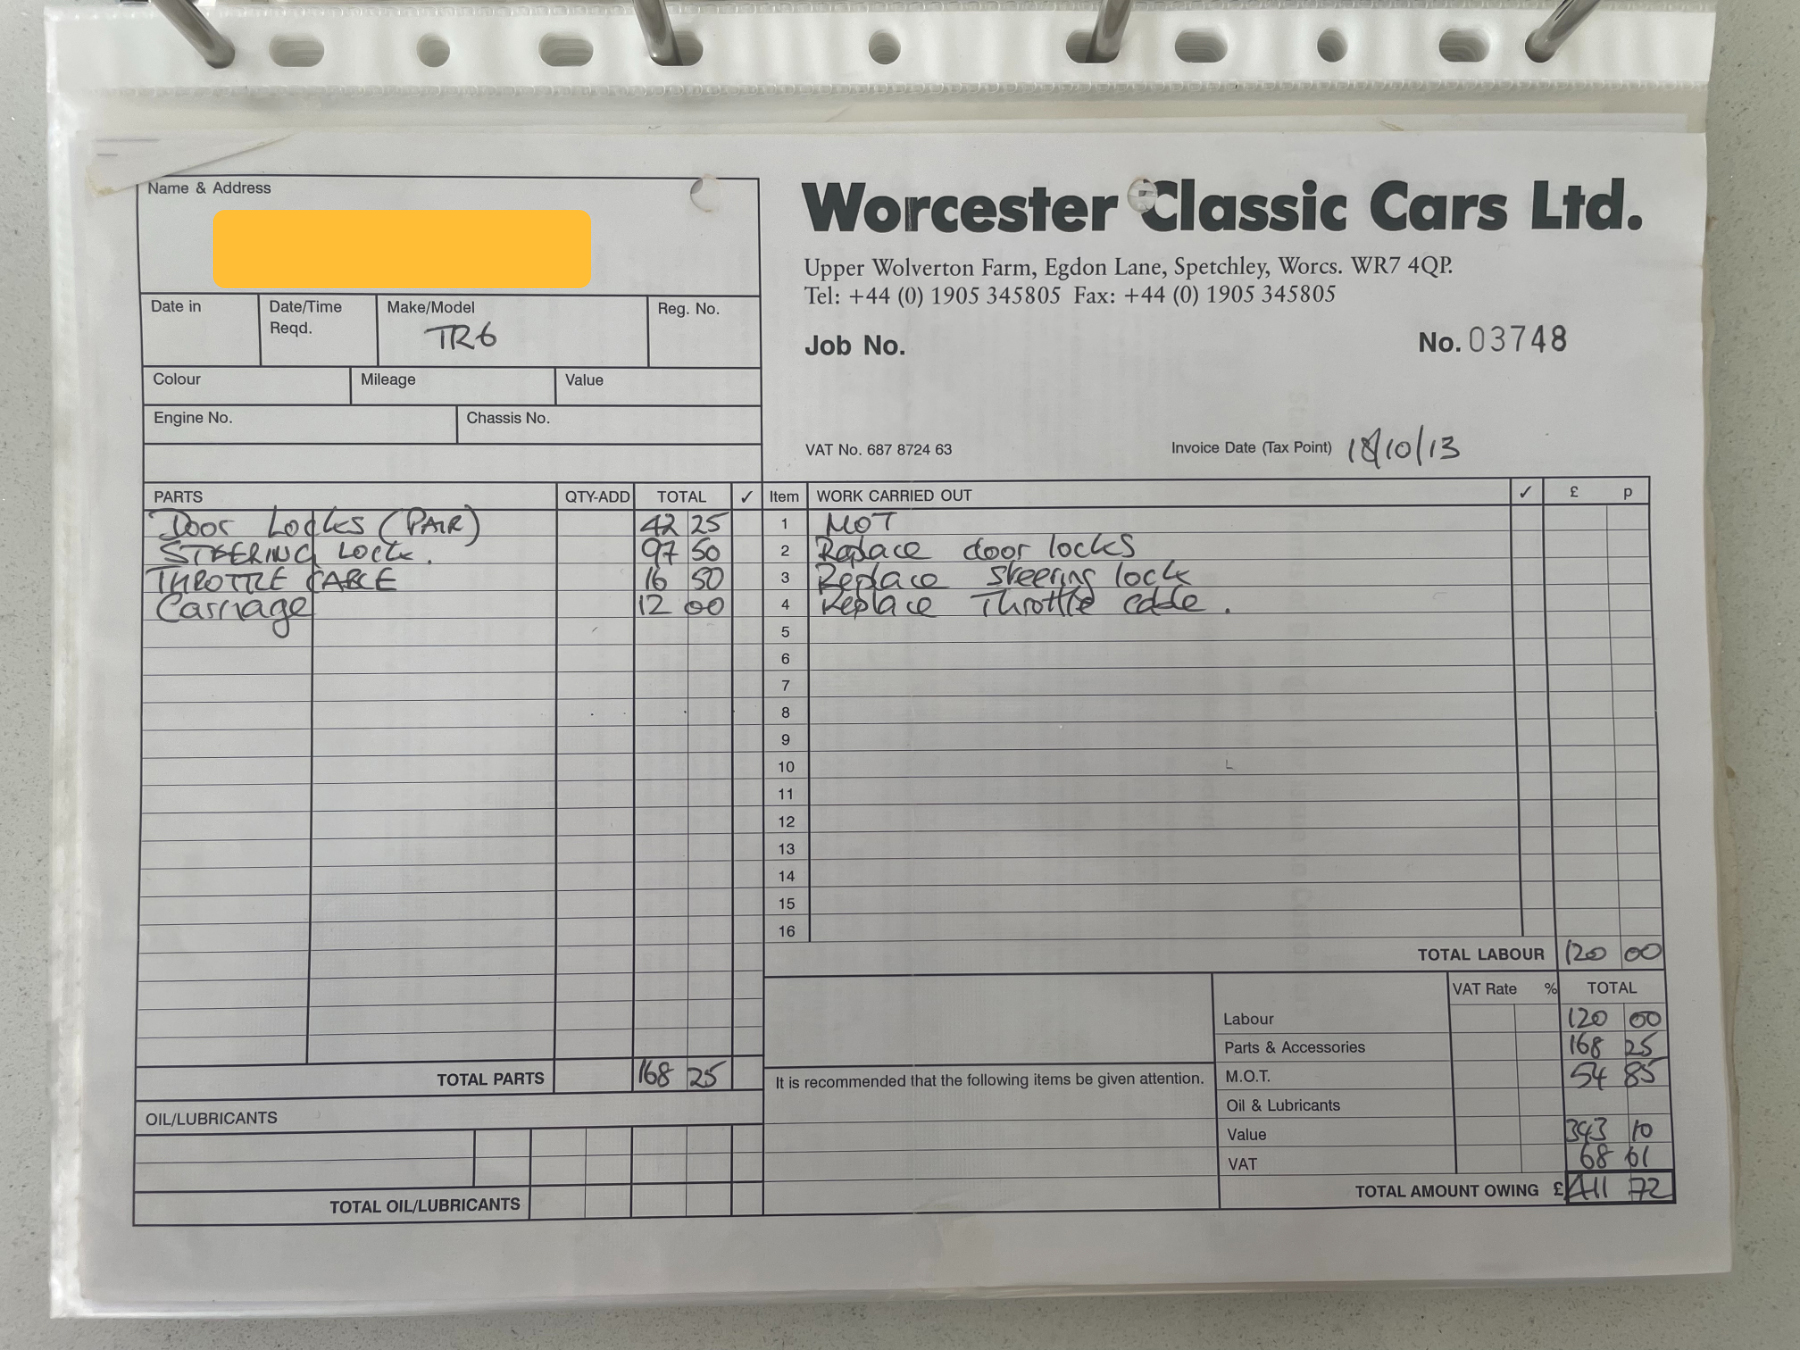 Name & Address
Worcester Classic Cars Ltd.
Upper Wolverton Farm, Egdon Lane, Spetchley, Worcs. WR7 4QP.
Tel: +44 (0) 1905 345805 Fax: +44 (0) 1905 345805
Date in Date/Time Reqd. Make/Model Reg. No.
TR6
Job No. No. 03748
Colour Mileage Value
Engine No. Chassis No.
VAT No. 687 8724 63 Invoice Date (Tax Point) 18/10/13
PARTS QTY-ADD TOTAL ✓ Item WORK CARRIED OUT ✓ £ p
Door Locks (PAIR) 42 25 1 MOT
STEERING LOCK. 97 50 2 Replace door locks
THROTTLE CABLE 16 50 3 Replace steering lock
Carriage 12 00 4 Replace Throttle cable.
5
6
7
8
9
10
11
12
13
14
15
16
TOTAL LABOUR 120 00
VAT Rate % TOTAL
Labour 120 00
Parts & Accessories 168 25
TOTAL PARTS 168 25 It is recommended that the following items be given attention. M.O.T. 54 85
OIL/LUBRICANTS Oil & Lubricants
Value 343 10
VAT 68 61
TOTAL OIL/LUBRICANTS TOTAL AMOUNT OWING £ 411 72